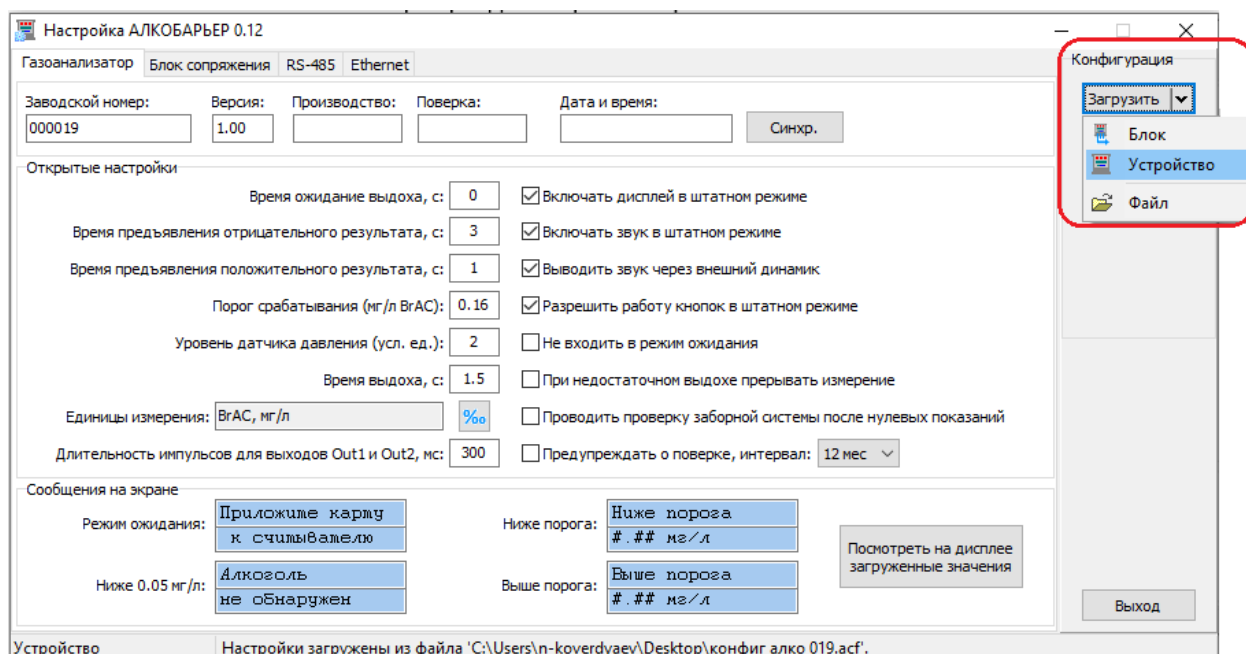 Настройка АЛКОБАРЬЕР 0.12
Газоанализатор Блок сопряжения RS-485 Ethernet
Конфигурация
Загрузить
Блок
Устройство
Файл
Заводской номер: Версия: Производство: Поверка: Дата и время:
000019 1.00 Синхр.
Открытые настройки
Время ожидание выдоха, с: 0 Включать дисплей в штатном режиме
Время предъявления отрицательного результата, с: 3 Включать звук в штатном режиме
Время предъявления положительного результата, с: 1 Выводить звук через внешний динамик
Порог срабатывания (мг/л BrAC): 0.16 Разрешить работу кнопок в штатном режиме
Уровень датчика давления (усл. ед.): 2 Не входить в режим ожидания
Время выдоха, с: 1.5 При недостаточном выдохе прерывать измерение
Единицы измерения: BrAC, мг/л ‰ Проводить проверку заборной системы после нулевых показаний
Длительность импульсов для выходов Out1 и Out2, мс: 300 Предупреждать о поверке, интервал: 12 мес
Сообщения на экране
Режим ожидания: Приложите карту
к считывателю
Ниже порога: Ниже порога
#.## мг/л
Ниже 0.05 мг/л: Алкоголь
не обнаружен
Выше порога: Выше порога
#.## мг/л
Посмотреть на дисплее
загруженные значения
Выход
Устройство Настройки загружены из файла 'C:\Users\n-koverdyaev\Desktop\конфиг алко 019.acf'.